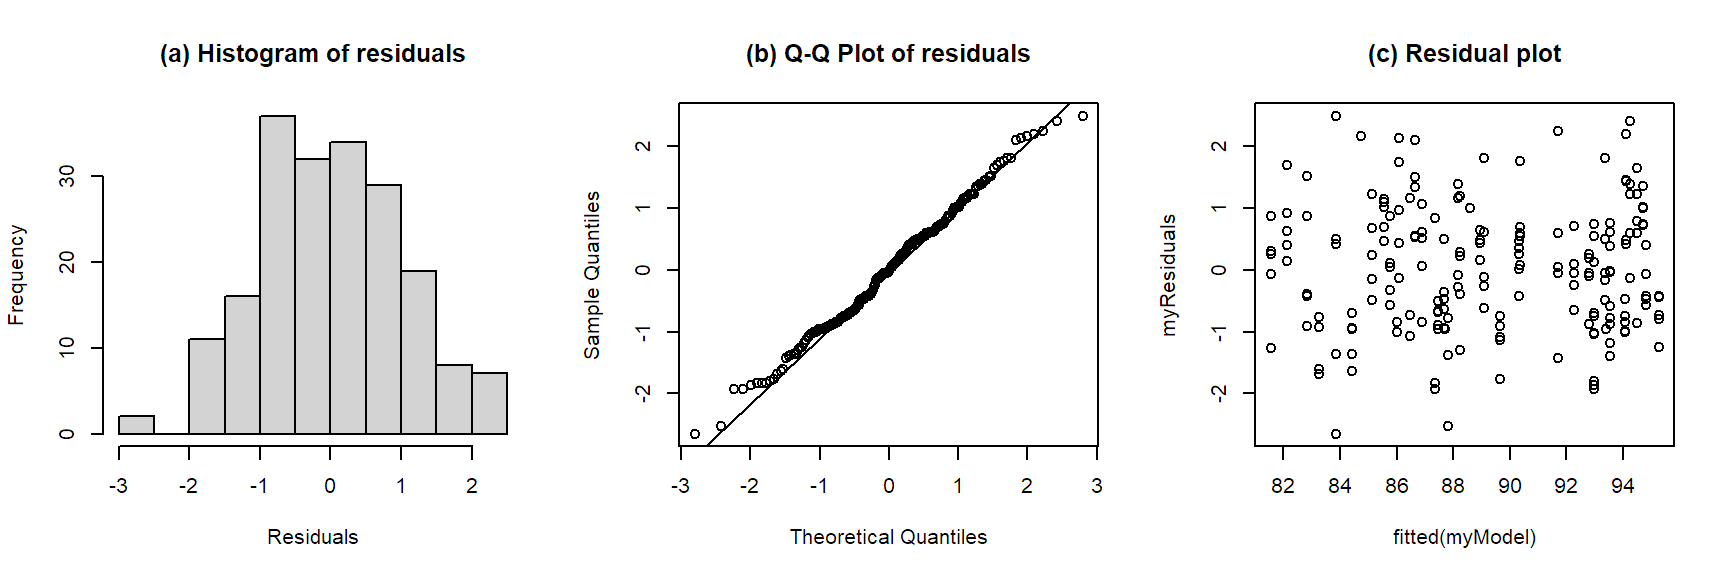 (a) Histogram of residuals
Frequency
0
10
20
30
-3 -2 -1 0 1 2
Residuals
(b) Q-Q Plot of residuals
Sample Quantiles
-2 -1 0 1 2
-3 -2 -1 0 1 2 3
Theoretical Quantiles
(c) Residual plot
myResiduals
-2 -1 0 1 2
82 84 86 88 90 92 94
fitted(myModel)